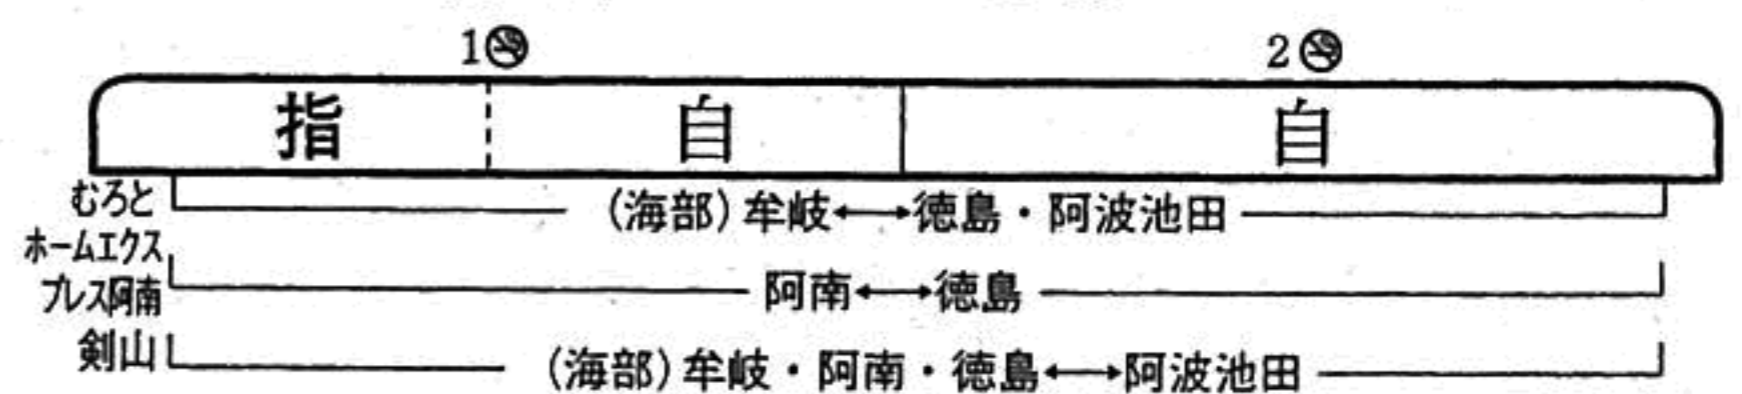 1 2
指 自 自
むろと (海部)牟岐⟷徳島・阿波池田
ホームエクス
プレス阿南 阿南⟷徳島
剣山 (海部)牟岐・阿南・徳島⟷阿波池田